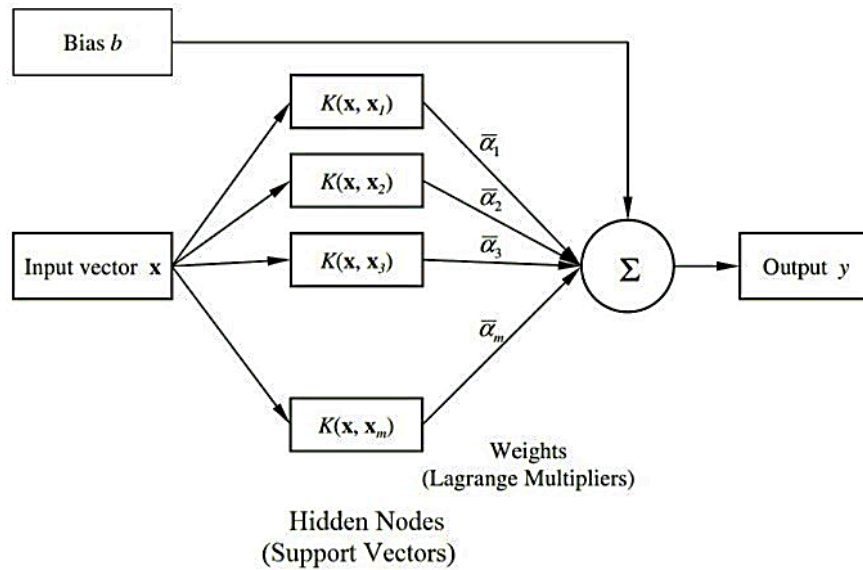 Bias b
K(x, x₁)
ᾱ₁
K(x, x₂)
ᾱ₂
Input vector x
K(x, x₃)
ᾱ₃
Σ
Output y
ᾱₘ
K(x, xₘ)
Weights
(Lagrange Multipliers)
Hidden Nodes
(Support Vectors)